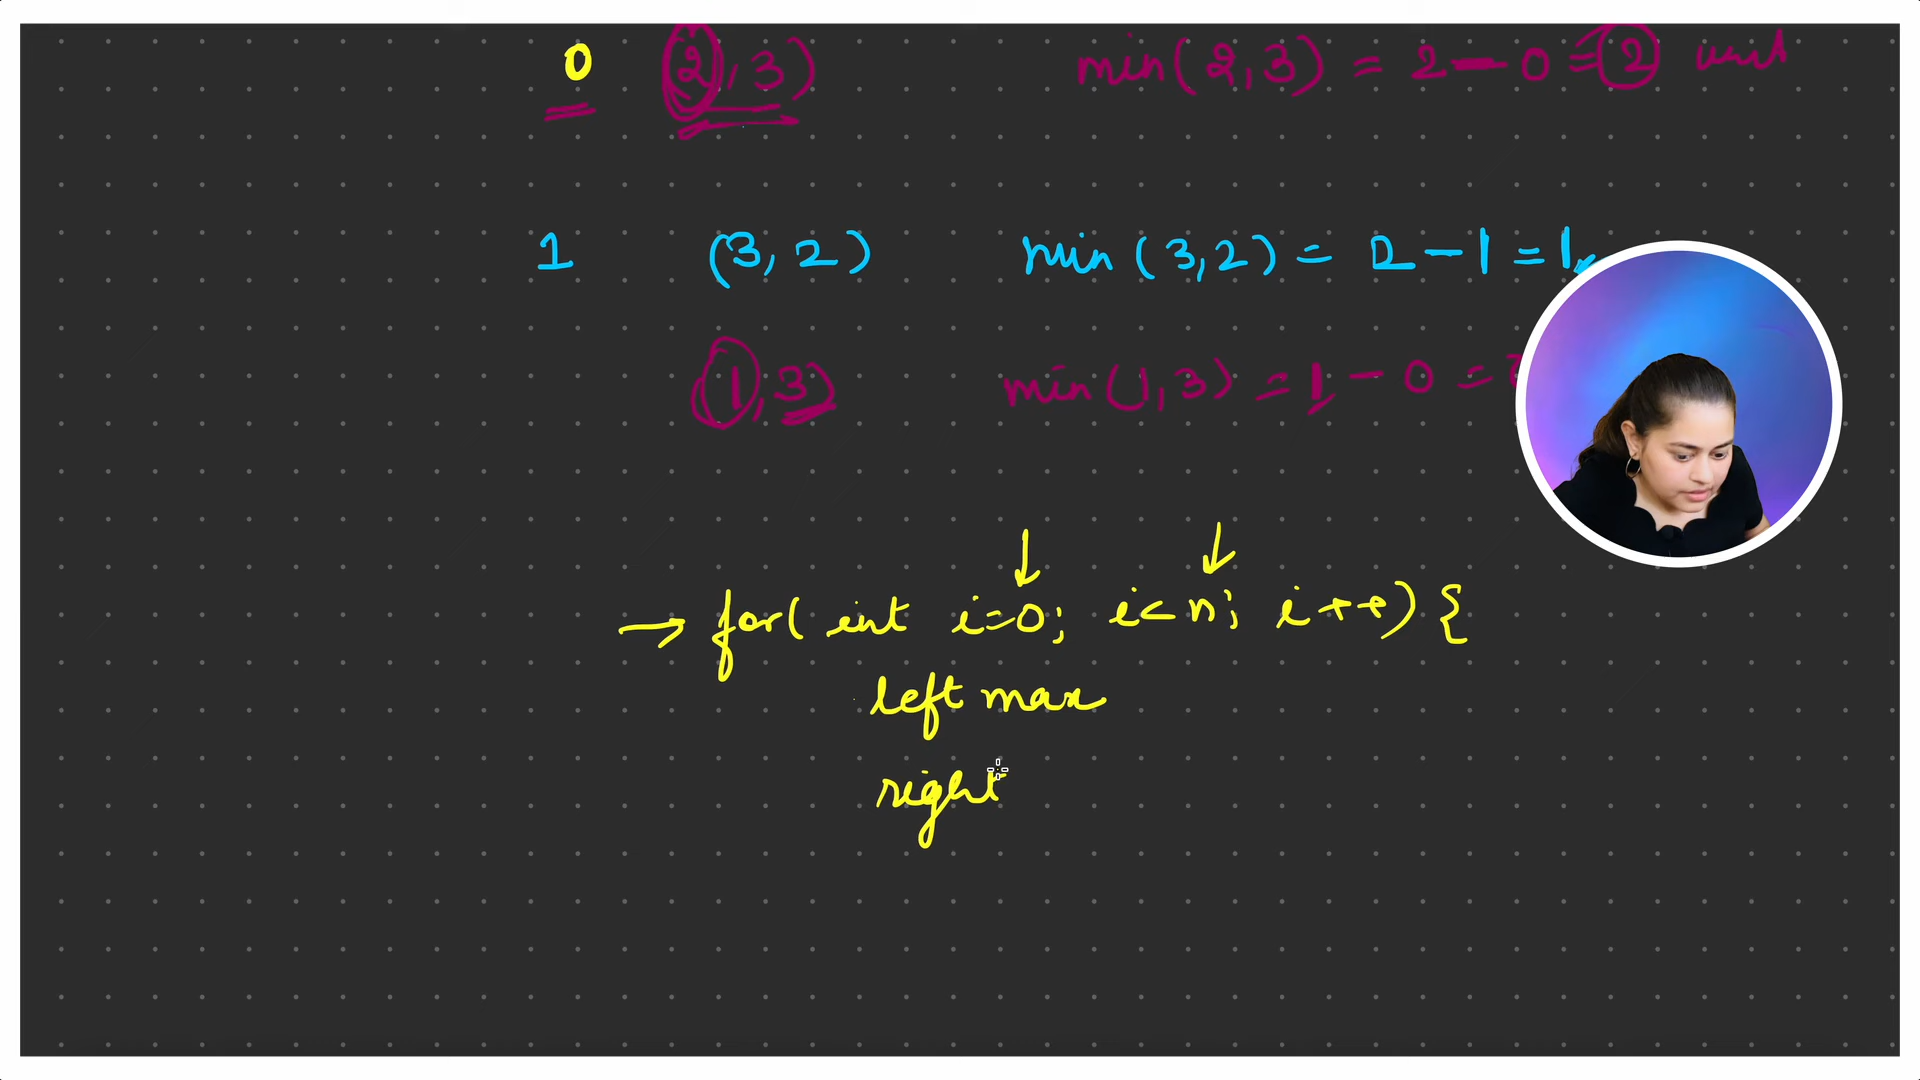 0 (2,3) min(2,3) = 2 - 0 = 2 unit
1 (3,2) min(3,2) = 2 - 1 = 1
(1,3) min(1,3) = 1 - 0 =
→ for( int i=0; i<n; i++) {
left max
right